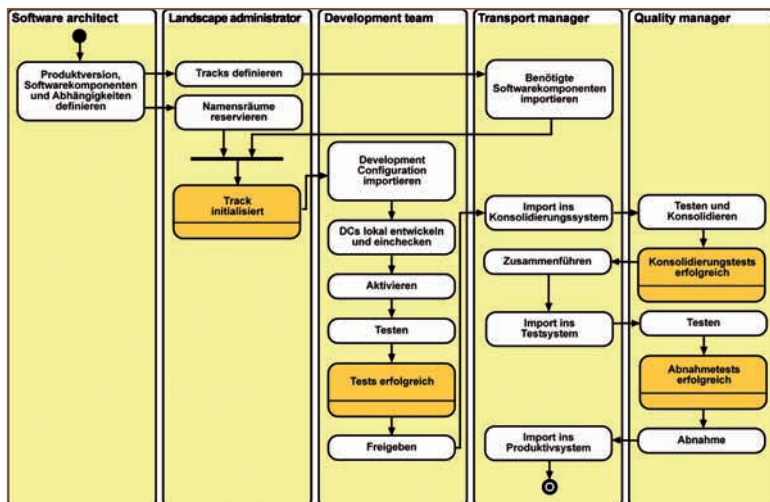 Software architect
Landscape administrator
Development team
Transport manager
Quality manager
Produktversion,
Softwarekomponenten
und Abhängigkeiten
definieren
Tracks definieren
Benötigte
Softwarekomponenten
importieren
Namensräume
reservieren
Track
initialisiert
Development
Configuration
importieren
DCs lokal entwickeln
und einchecken
Aktivieren
Testen
Tests erfolgreich
Freigeben
Import ins
Konsolidierungssystem
Testen und
Konsolidieren
Konsolidierungstests
erfolgreich
Zusammenführen
Import ins
Testsystem
Testen
Abnahmetests
erfolgreich
Abnahme
Import ins
Produktivsystem